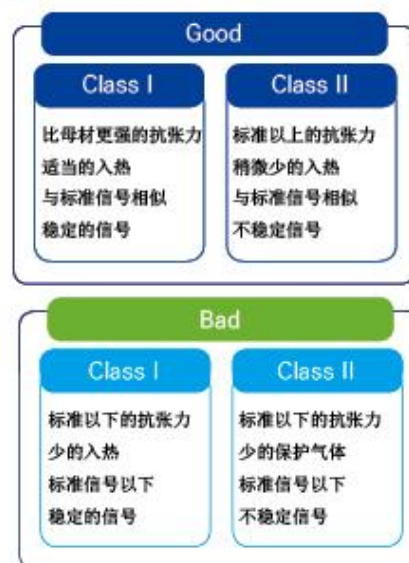 Good
Class I
比母材更强的抗张力
适当的入热
与标准信号相似
稳定的信号
Class II
标准以上的抗张力
稍微少的入热
与标准信号相似
不稳定信号
Bad
Class I
标准以下的抗张力
少的入热
标准信号以下
稳定的信号
Class II
标准以下的抗张力
少的保护气体
标准信号以下
不稳定信号